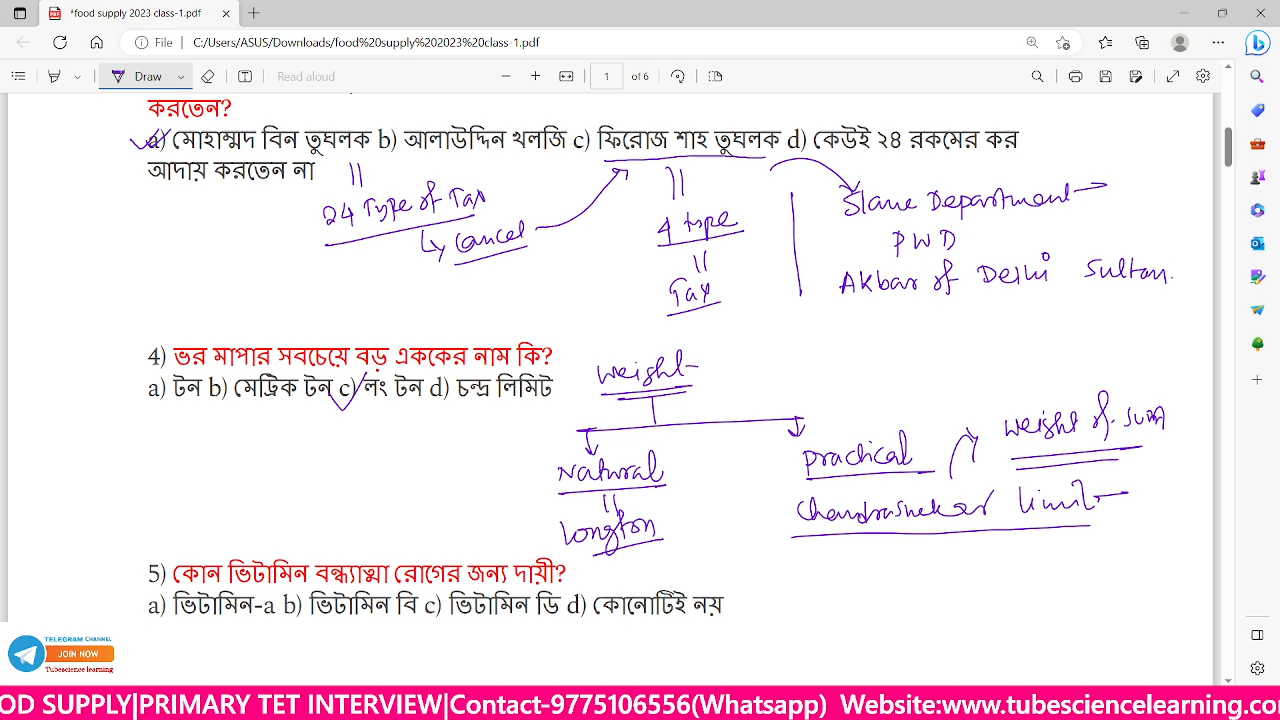 *food supply 2023 class-1.pdf
File C:/Users/ASUS/Downloads/food%20supply%202023%20class-1.pdf
Draw Read aloud 1 of 6
করতেন?
a) মোহাম্মদ বিন তুঘলক b) আলাউদ্দিন খলজি c) ফিরোজ শাহ তুঘলক d) কেউই ২৪ রকমের কর
আদায় করতেন না
24 Type of Tax
Cancel
4 type
Tax
Slave Department
PWD
Akbar of Delhi Sultan.
4) ভর মাপার সবচেয়ে বড় এককের নাম কি?
a) টন b) মেট্রিক টন c) লং টন d) চন্দ্র লিমিট
Weight
Natural
longton
Practical
Weight of sun
Chandrashekar limit
5) কোন ভিটামিন বন্ধ্যাত্মা রোগের জন্য দায়ী?
a) ভিটামিন-a b) ভিটামিন বি c) ভিটামিন ডি d) কোনোটিই নয়
TELEGRAM CHANNEL
JOIN NOW
Tubescience learning
OD SUPPLY|PRIMARY TET INTERVIEW|Contact-9775106556(Whatsapp) Website:www.tubesciencelearning.co